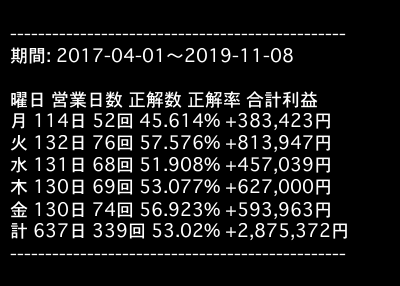 ------------------------------------------------
期間: 2017-04-01～2019-11-08
曜日 営業日数 正解数 正解率 合計利益
月 114日 52回 45.614% +383,423円
火 132日 76回 57.576% +813,947円
水 131日 68回 51.908% +457,039円
木 130日 69回 53.077% +627,000円
金 130日 74回 56.923% +593,963円
計 637日 339回 53.02% +2,875,372円
------------------------------------------------